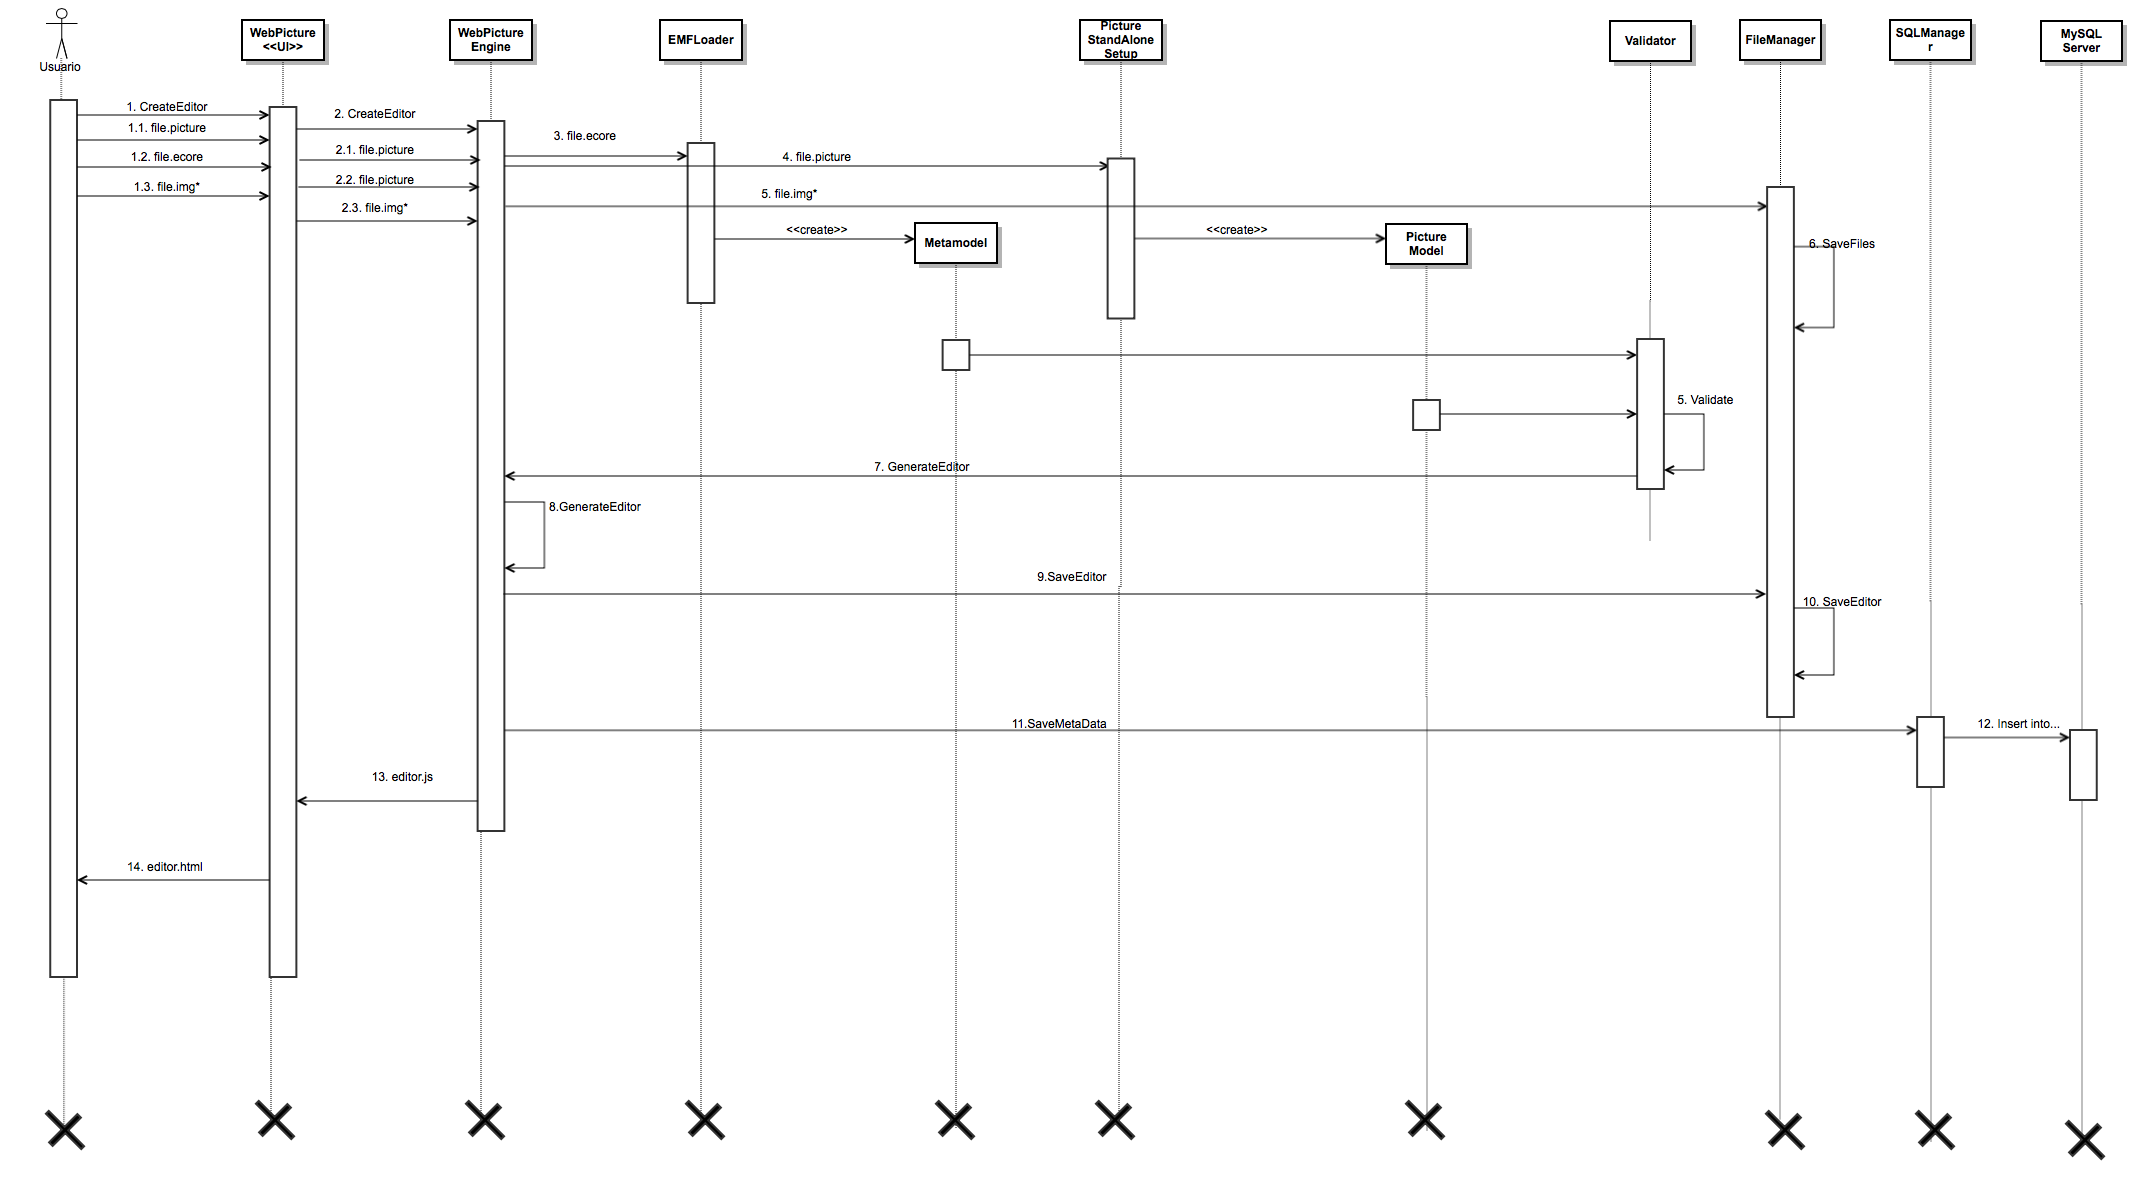 Usuario
WebPicture
<<UI>>
WebPicture
Engine
EMFLoader
Picture
StandAlone
Setup
Validator
FileManager
SQLManage
r
MySQL
Server
1. CreateEditor
1.1. file.picture
1.2. file.ecore
1.3. file.img*
2. CreateEditor
2.1. file.picture
2.2. file.picture
2.3. file.img*
3. file.ecore
4. file.picture
5. file.img*
<<create>>
Metamodel
<<create>>
Picture
Model
6. SaveFiles
5. Validate
7. GenerateEditor
8.GenerateEditor
9.SaveEditor
10. SaveEditor
11.SaveMetaData
12. Insert into...
13. editor.js
14. editor.html